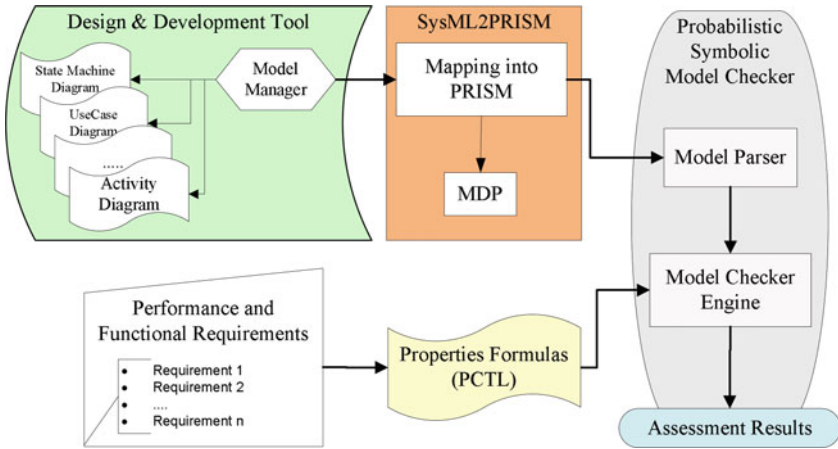 Design & Development Tool
State Machine
Diagram
UseCase
Diagram
.....
Activity
Diagram
Model
Manager
SysML2PRISM
Mapping into
PRISM
MDP
Probabilistic
Symbolic
Model Checker
Model Parser
Model Checker
Engine
Performance and
Functional Requirements
• Requirement 1
• Requirement 2
• ....
• Requirement n
Properties Formulas
(PCTL)
Assessment Results